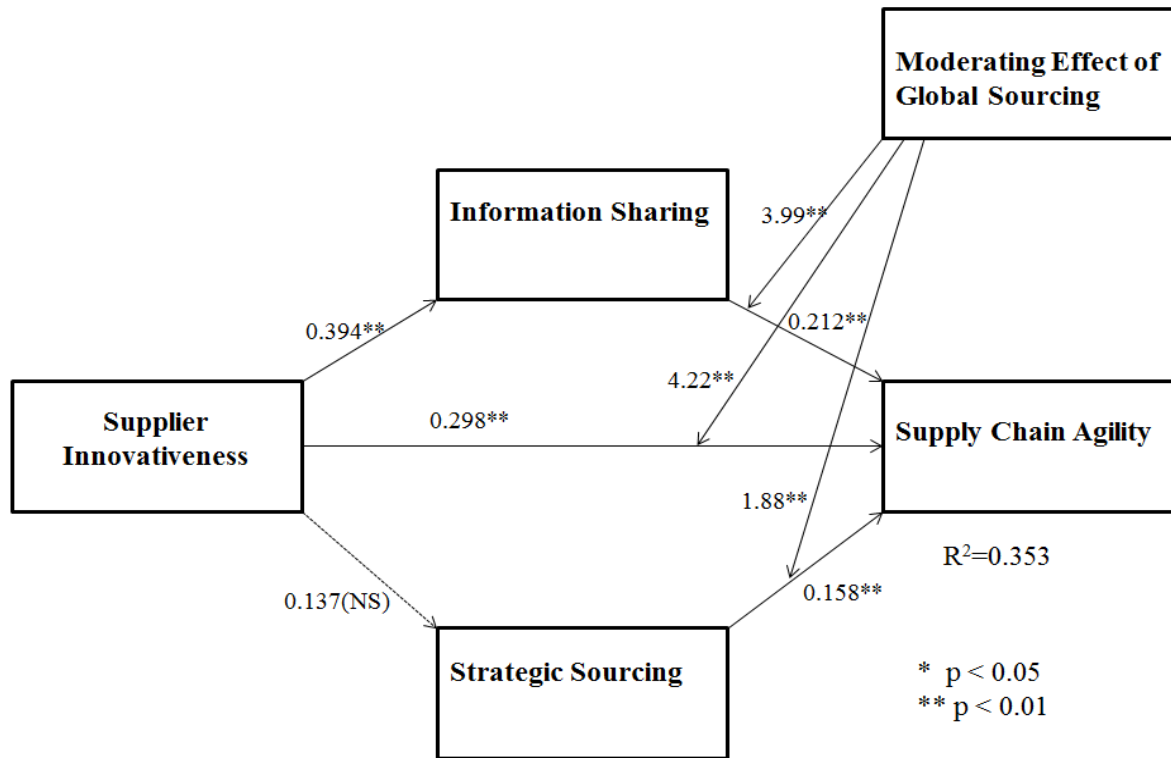 Moderating Effect of
Global Sourcing
Information Sharing
3.99**
0.394**
0.212**
4.22**
Supplier
Innovativeness
0.298**
Supply Chain Agility
1.88**
R²=0.353
0.137(NS)
0.158**
Strategic Sourcing
* p < 0.05
** p < 0.01